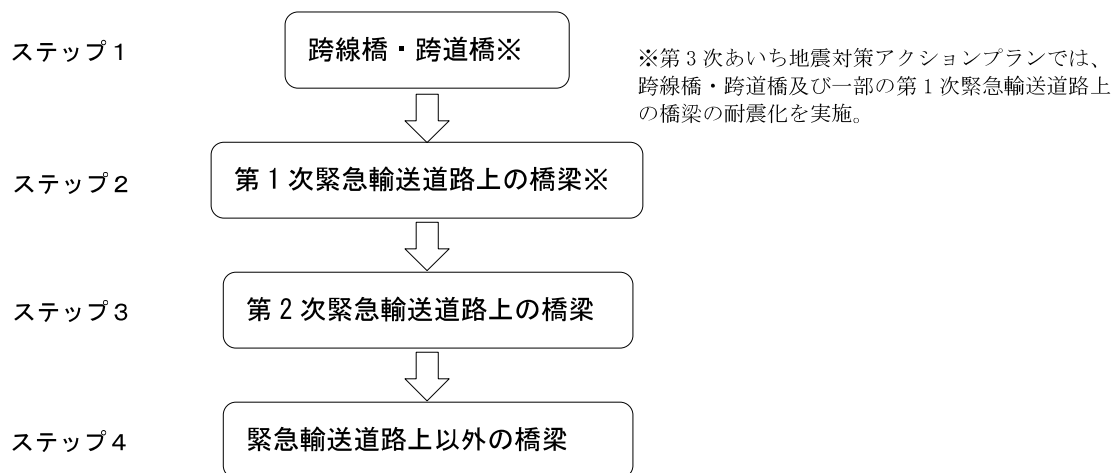 ステップ１
跨線橋・跨道橋※
※第３次あいち地震対策アクションプランでは、
跨線橋・跨道橋及び一部の第１次緊急輸送道路上
の橋梁の耐震化を実施。
ステップ２
第１次緊急輸送道路上の橋梁※
ステップ３
第２次緊急輸送道路上の橋梁
ステップ４
緊急輸送道路上以外の橋梁